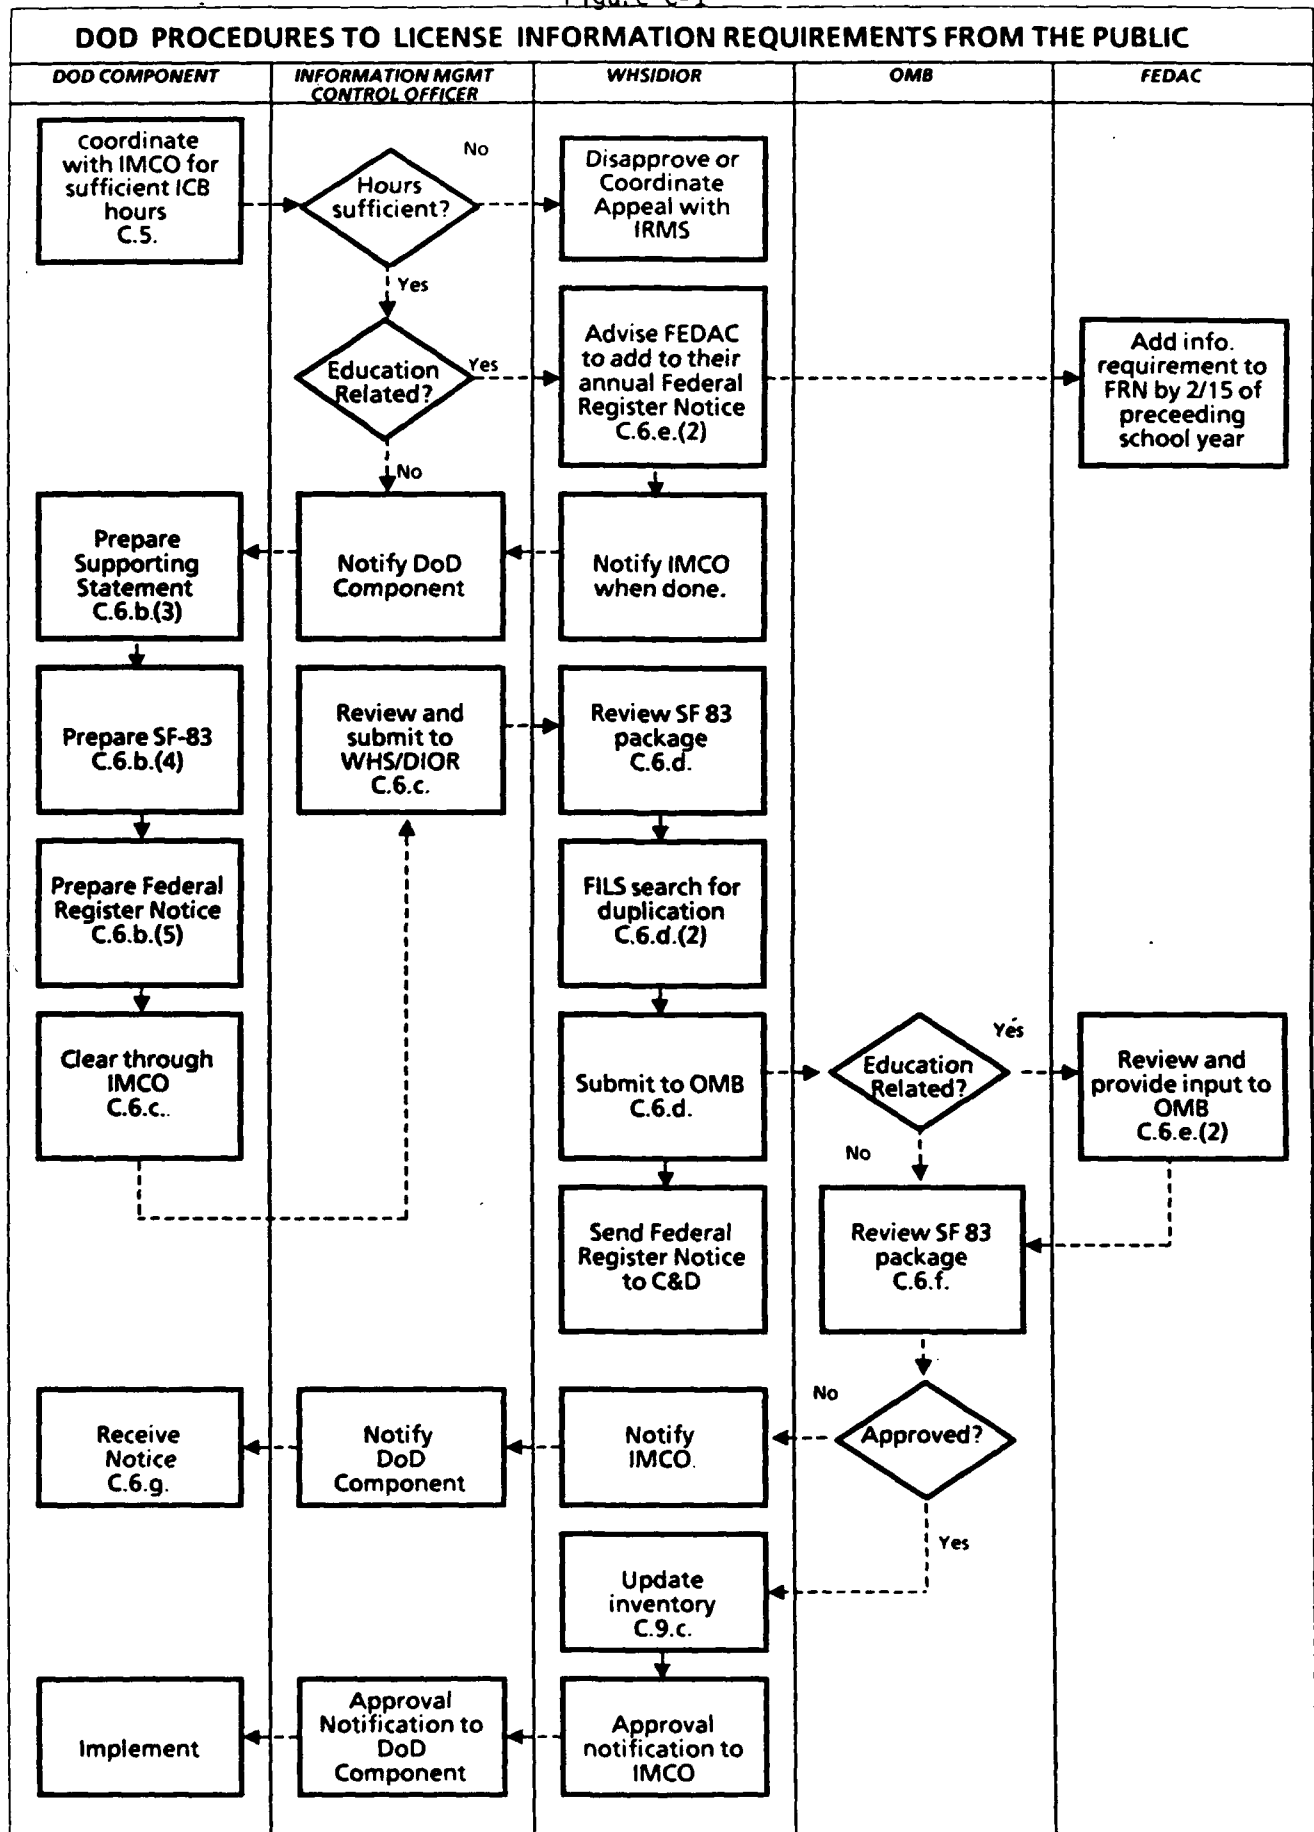 Figure C-1
DOD PROCEDURES TO LICENSE INFORMATION REQUIREMENTS FROM THE PUBLIC
DOD COMPONENT
INFORMATION MGMT
CONTROL OFFICER
WHS/DIOR
OMB
FEDAC
coordinate
with IMCO for
sufficient ICB
hours
C.5.
Hours
sufficient?
No
Disapprove or
Coordinate
Appeal with
IRMS
Yes
Education
Related?
Yes
Advise FEDAC
to add to their
annual Federal
Register Notice
C.6.e.(2)
Add info.
requirement to
FRN by 2/15 of
preceeding
school year
No
Prepare
Supporting
Statement
C.6.b.(3)
Notify DoD
Component
Notify IMCO
when done.
Prepare SF-83
C.6.b.(4)
Review and
submit to
WHS/DIOR
C.6.c.
Review SF 83
package
C.6.d.
Prepare Federal
Register Notice
C.6.b.(5)
FILS search for
duplication
C.6.d.(2)
Clear through
IMCO
C.6.c.
Submit to OMB
C.6.d.
Education
Related?
Yes
Review and
provide input to
OMB
C.6.e.(2)
No
Send Federal
Register Notice
to C&D
Review SF 83
package
C.6.f.
Receive
Notice
C.6.g.
Notify
DoD
Component
Notify
IMCO.
No
Approved?
Yes
Update
inventory
C.9.c.
Implement
Approval
Notification to
DoD
Component
Approval
notification to
IMCO